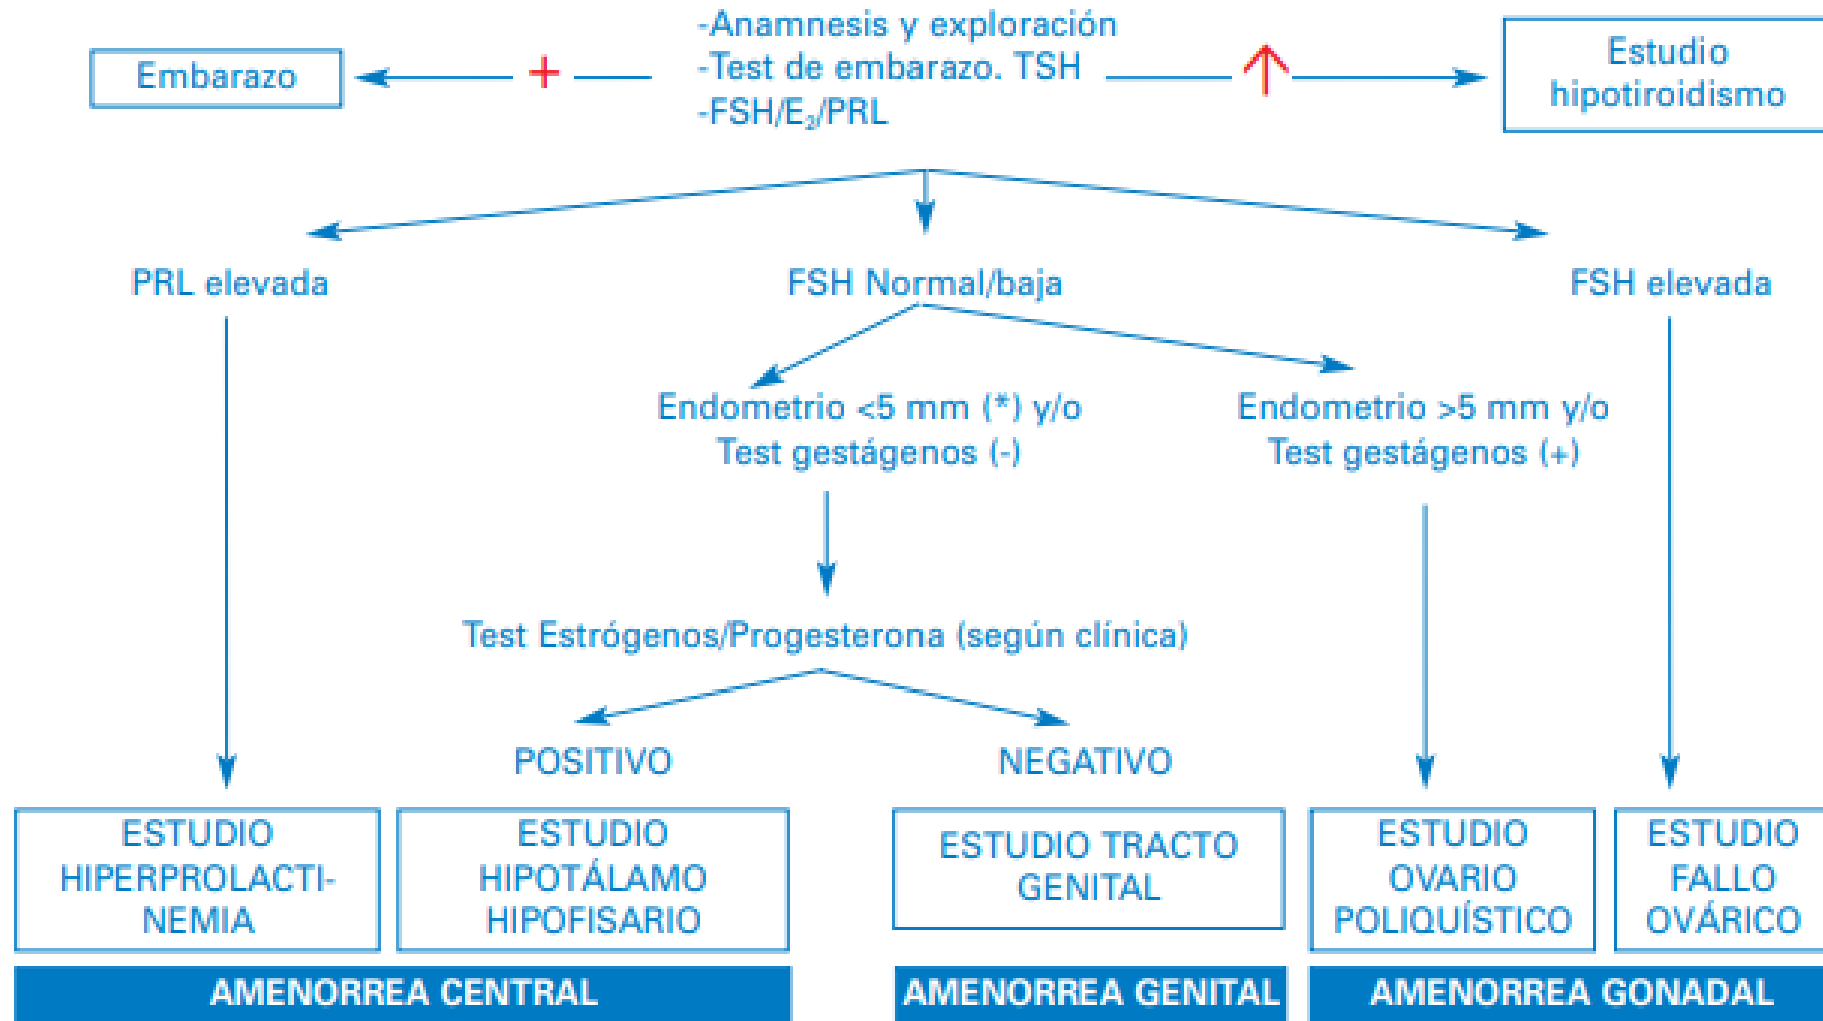 -Anamnesis y exploración
-Test de embarazo. TSH
-FSH/E₂/PRL
Embarazo
+
Estudio
hipotiroidismo
PRL elevada
FSH Normal/baja
FSH elevada
Endometrio <5 mm (*) y/o
Test gestágenos (-)
Endometrio >5 mm y/o
Test gestágenos (+)
Test Estrógenos/Progesterona (según clínica)
POSITIVO
NEGATIVO
ESTUDIO
HIPERPROLACTI-
NEMIA
ESTUDIO
HIPOTÁLAMO
HIPOFISARIO
ESTUDIO TRACTO
GENITAL
ESTUDIO
OVARIO
POLIQUÍSTICO
ESTUDIO
FALLO
OVÁRICO
AMENORREA CENTRAL
AMENORREA GENITAL
AMENORREA GONADAL